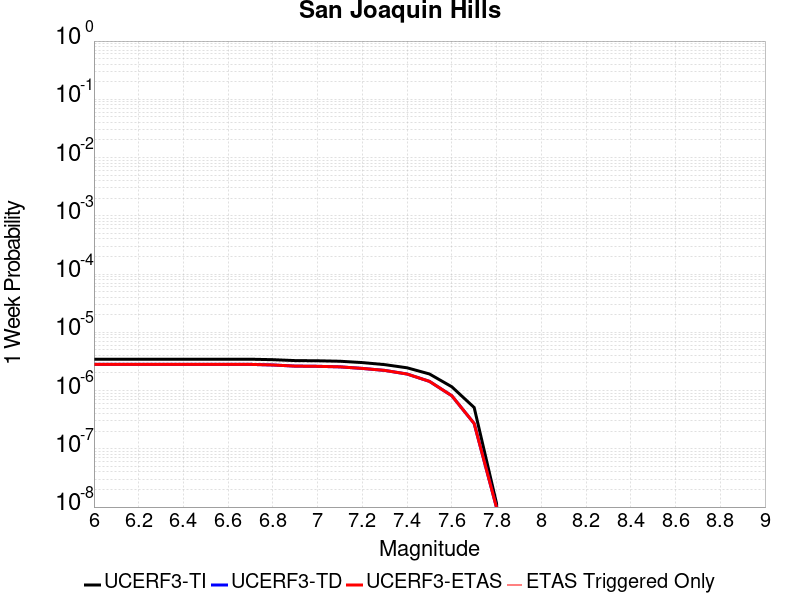 San Joaquin Hills
10^0
10^-1
10^-2
10^-3
10^-4
10^-5
10^-6
10^-7
10^-8
1 Week Probability
6 6.2 6.4 6.6 6.8 7 7.2 7.4 7.6 7.8 8 8.2 8.4 8.6 8.8 9
Magnitude
UCERF3-TI UCERF3-TD UCERF3-ETAS ETAS Triggered Only